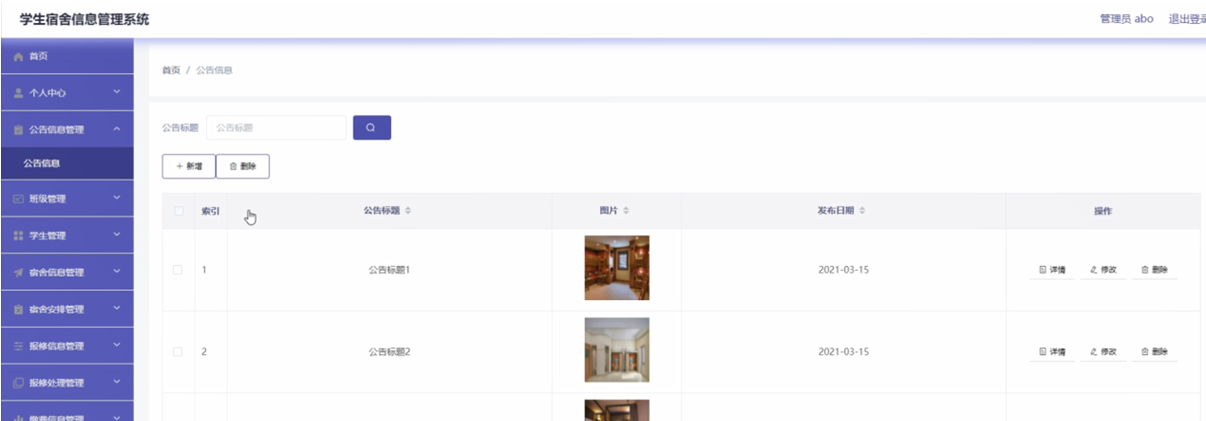 学生宿舍信息管理系统
管理员 abo 退出登录
首页
个人中心
公告信息管理
公告信息
班级管理
学生管理
宿舍信息管理
宿舍安排管理
报修信息管理
报修处理管理
缴费信息管理
首页 / 公告信息
公告标题 公告标题
+ 新增 删除
索引 公告标题 图片 发布日期 操作
1 公告标题1 2021-03-15 详情 修改 删除
2 公告标题2 2021-03-15 详情 修改 删除